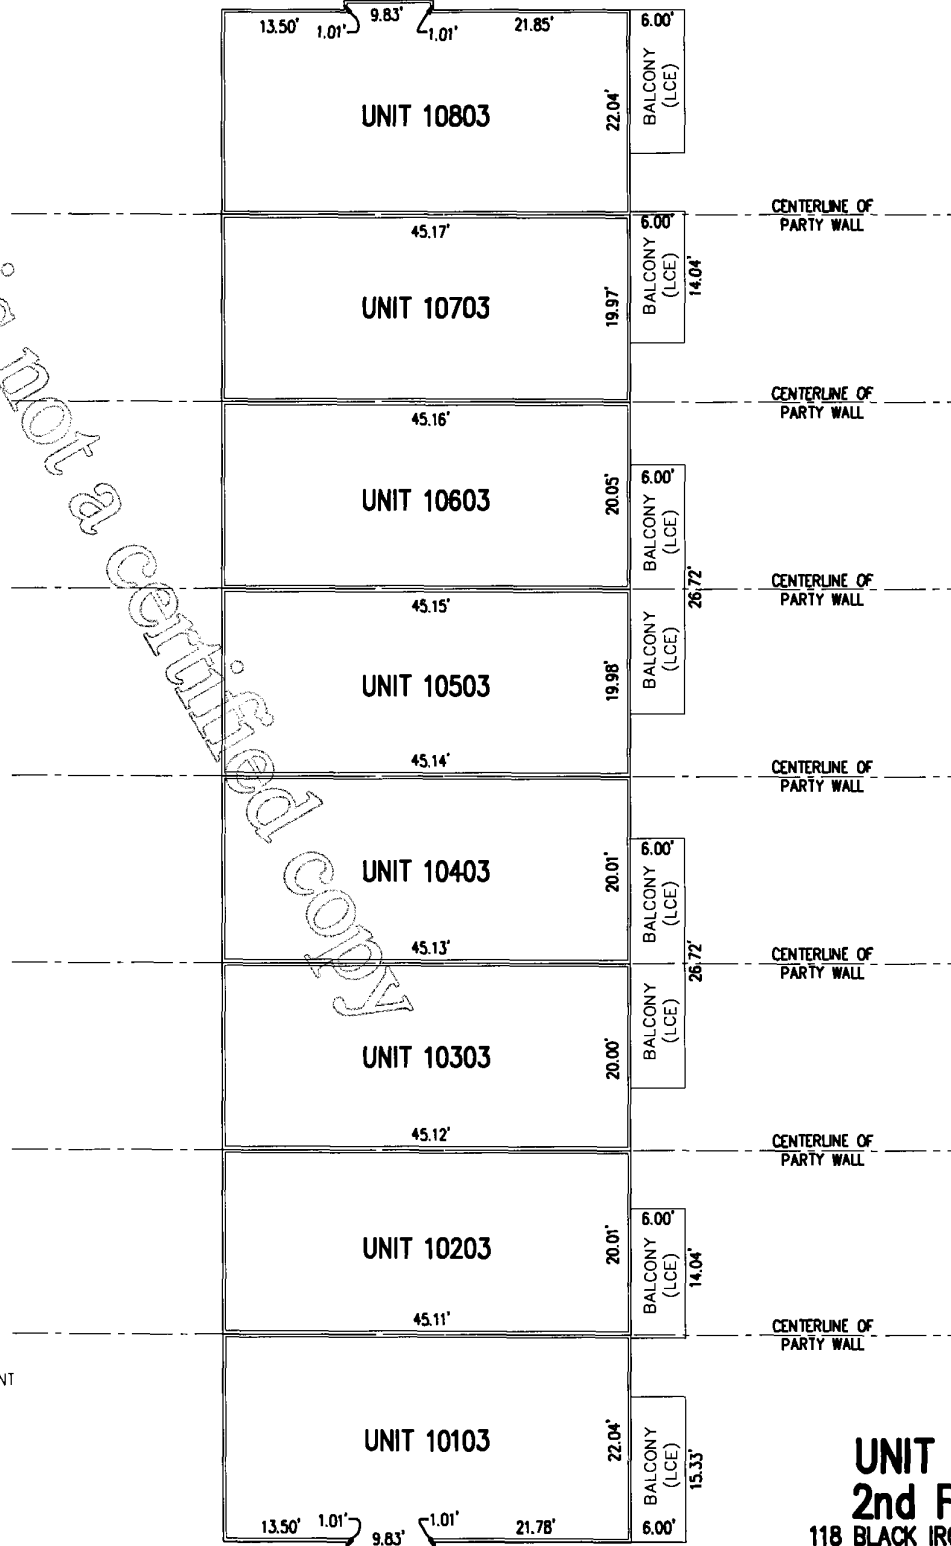 13.50'
1.01'
9.83'
1.01'
21.85'
6.00'
UNIT 10803
22.04'
BALCONY
(LCE)
CENTERLINE OF
PARTY WALL
45.17'
6.00'
UNIT 10703
19.97'
BALCONY
(LCE)
14.04'
CENTERLINE OF
PARTY WALL
45.16'
6.00'
UNIT 10603
20.05'
BALCONY
(LCE)
26.72'
CENTERLINE OF
PARTY WALL
45.15'
UNIT 10503
19.98'
BALCONY
(LCE)
45.14'
CENTERLINE OF
PARTY WALL
UNIT 10403
20.01'
6.00'
BALCONY
(LCE)
45.13'
26.72'
CENTERLINE OF
PARTY WALL
UNIT 10303
20.00'
BALCONY
(LCE)
45.12'
CENTERLINE OF
PARTY WALL
UNIT 10203
20.01'
6.00'
BALCONY
(LCE)
14.04'
45.11'
CENTERLINE OF
PARTY WALL
NT
UNIT 10103
22.04'
BALCONY
(LCE)
15.33'
13.50'
1.01'
9.83'
1.01'
21.78'
6.00'
UNIT
2nd F
118 BLACK IRO
not a certified copy